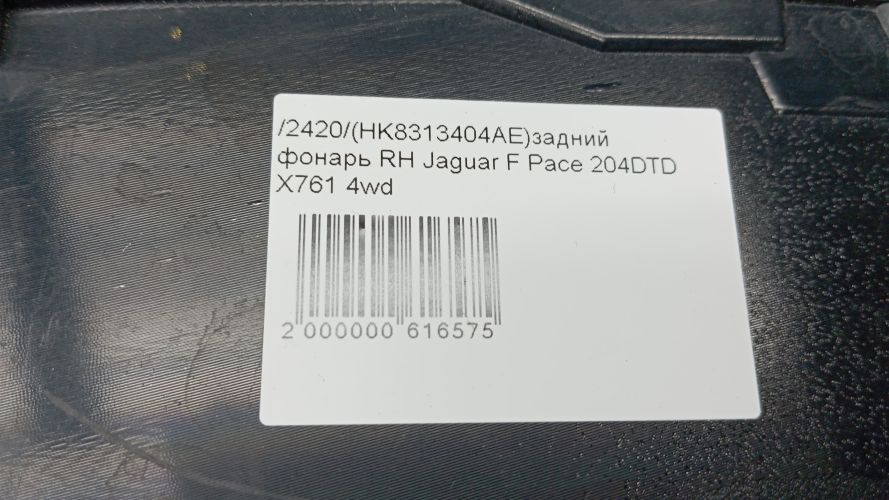 /2420/(HK8313404AE)задний
фонарь RH Jaguar F Pace 204DTD
X761 4wd
2 000000 616575